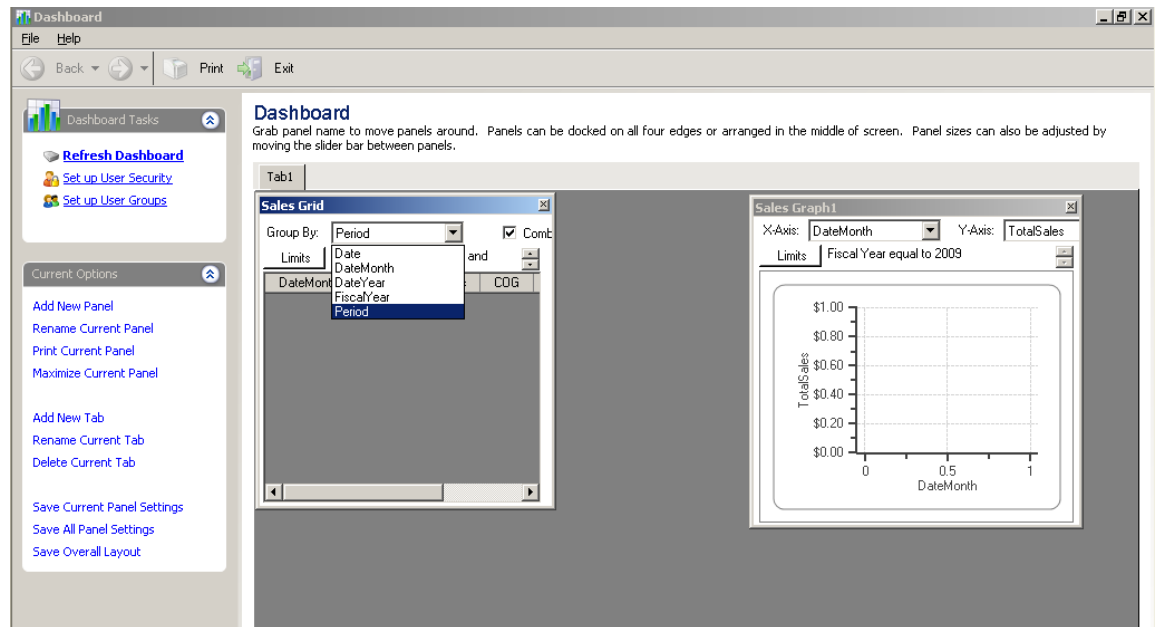 Dashboard
File Help
Back Print Exit
Dashboard Tasks
Refresh Dashboard
Set up User Security
Set up User Groups
Current Options
Add New Panel
Rename Current Panel
Print Current Panel
Maximize Current Panel
Add New Tab
Rename Current Tab
Delete Current Tab
Save Current Panel Settings
Save All Panel Settings
Save Overall Layout
Dashboard
Grab panel name to move panels around. Panels can be docked on all four edges or arranged in the middle of screen. Panel sizes can also be adjusted by
moving the slider bar between panels.
Tab1
Sales Grid
Group By: Period Comb
Limits and
DateMont COG
Date
DateMonth
DateYear
FiscalYear
Period
Sales Graph1
X-Axis: DateMonth Y-Axis: TotalSales
Limits Fiscal Year equal to 2009
$1.00
$0.80
$0.60
$0.40
$0.20
$0.00
TotalSales
0 0.5 1
DateMonth